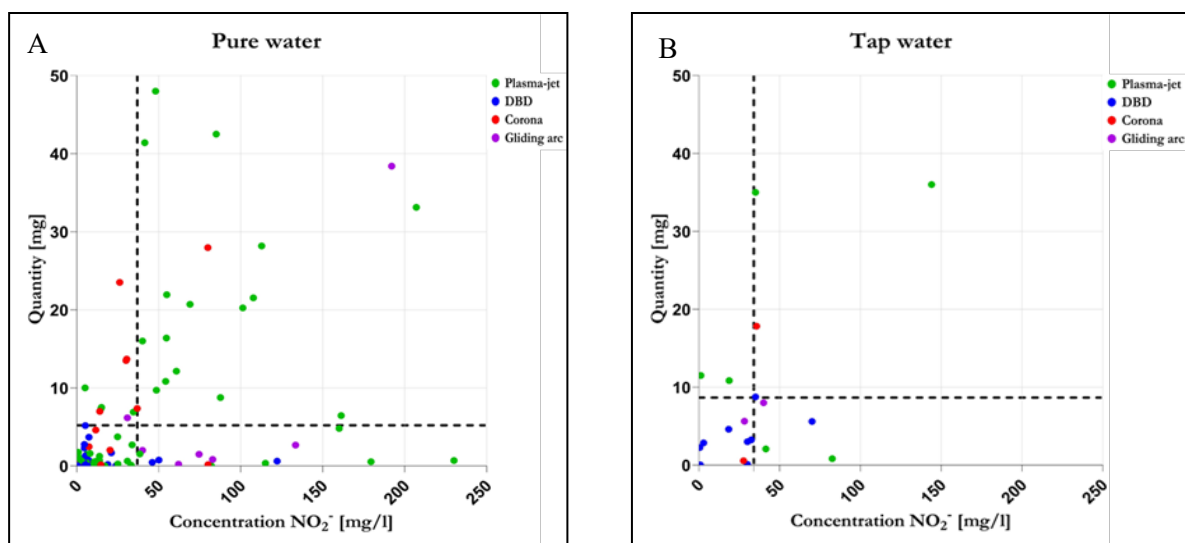 A
Pure water
50
40
30
20
10
0
Quantity [mg]
0
50
100
150
200
250
Concentration NO₂⁻ [mg/l]
Plasma-jet
DBD
Corona
Gliding arc
B
Tap water
50
40
30
20
10
0
Quantity [mg]
0
50
100
150
200
250
Concentration NO₂⁻ [mg/l]
Plasma-jet
DBD
Corona
Gliding arc